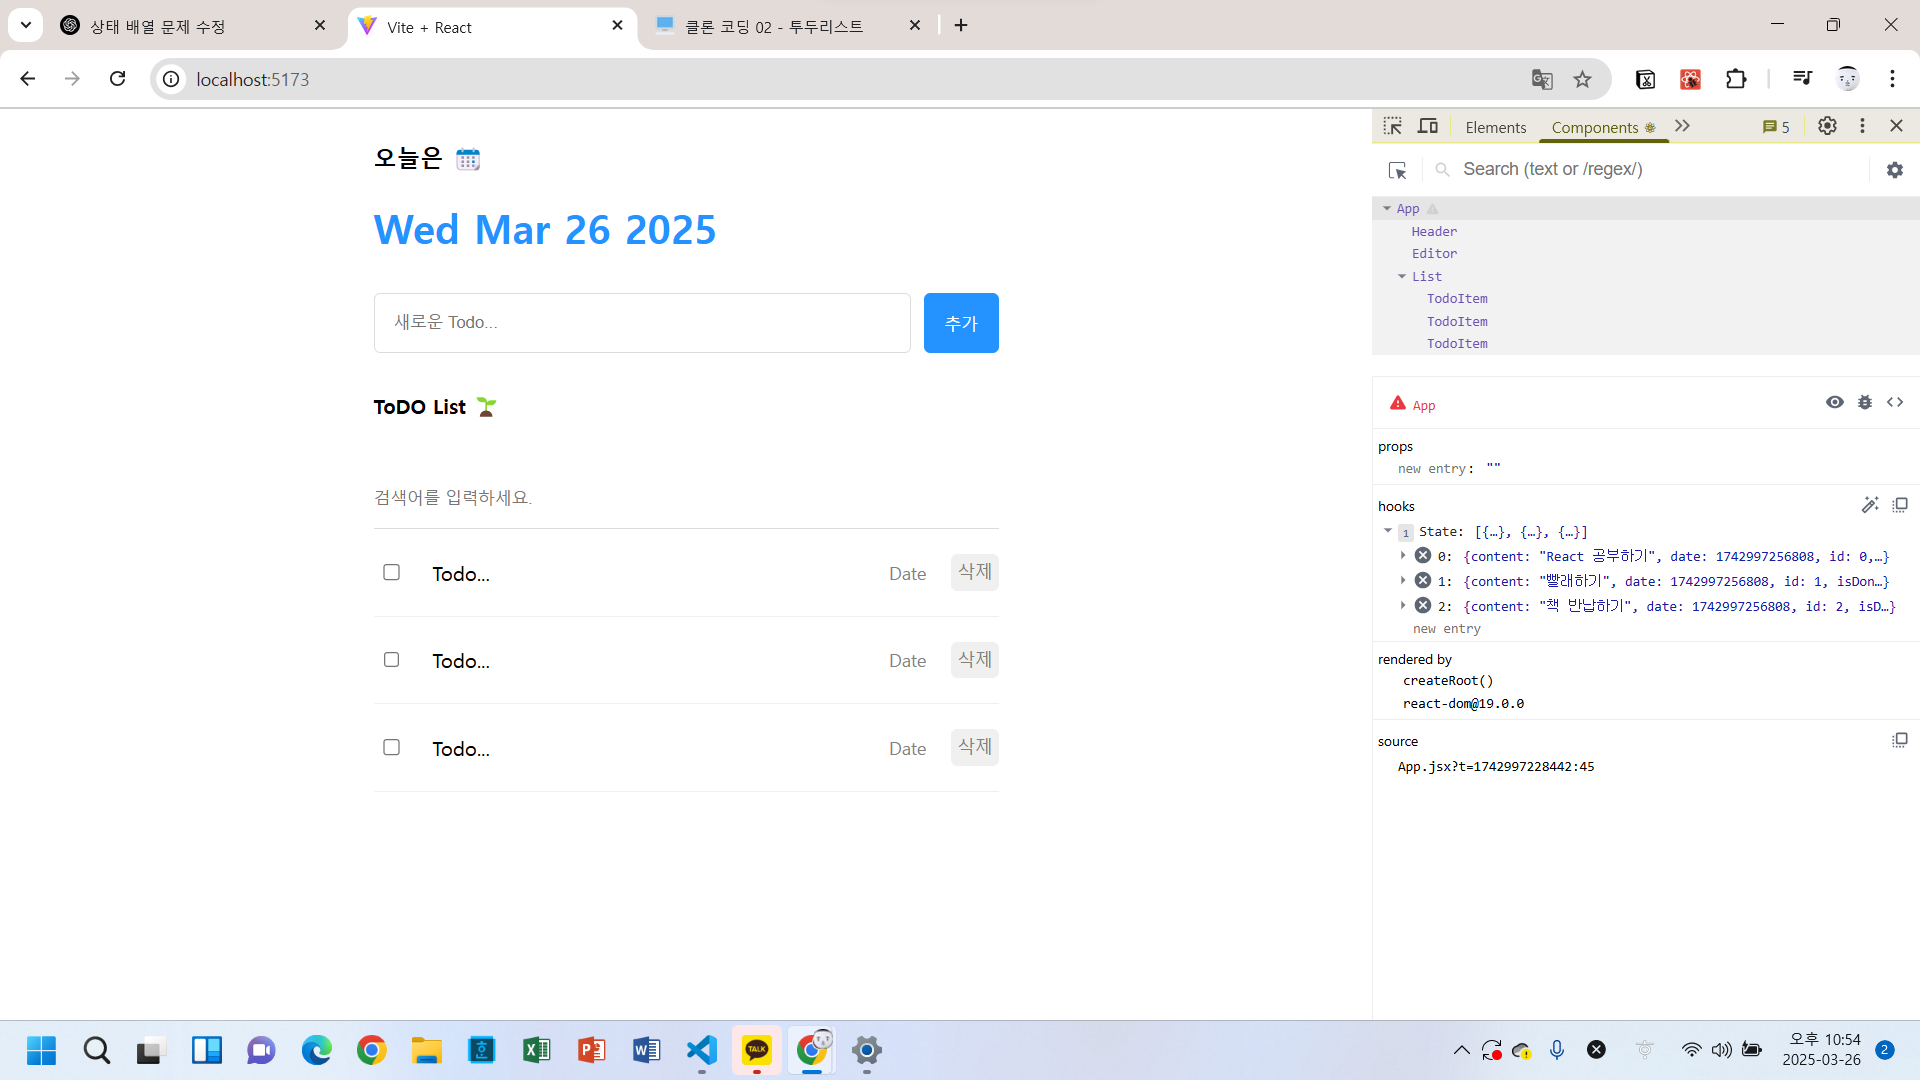 상태 배열 문제 수정
Vite + React
클론 코딩 02 - 투두리스트
localhost:5173
오늘은
Wed Mar 26 2025
새로운 Todo...
추가
ToDO List
검색어를 입력하세요.
Todo...
Date
삭제
Todo...
Date
삭제
Todo...
Date
삭제
Elements
Components
5
Search (text or /regex/)
App
Header
Editor
List
TodoItem
TodoItem
TodoItem
App
props
new entry: ""
hooks
1 State: [{…}, {…}, {…}]
0: {content: "React 공부하기", date: 1742997256808, id: 0,…}
1: {content: "빨래하기", date: 1742997256808, id: 1, isDon…}
2: {content: "책 반납하기", date: 1742997256808, id: 2, isD…}
new entry
rendered by
createRoot()
react-dom@19.0.0
source
App.jsx?t=1742997228442:45
TALK
오후 10:54
2025-03-26
2